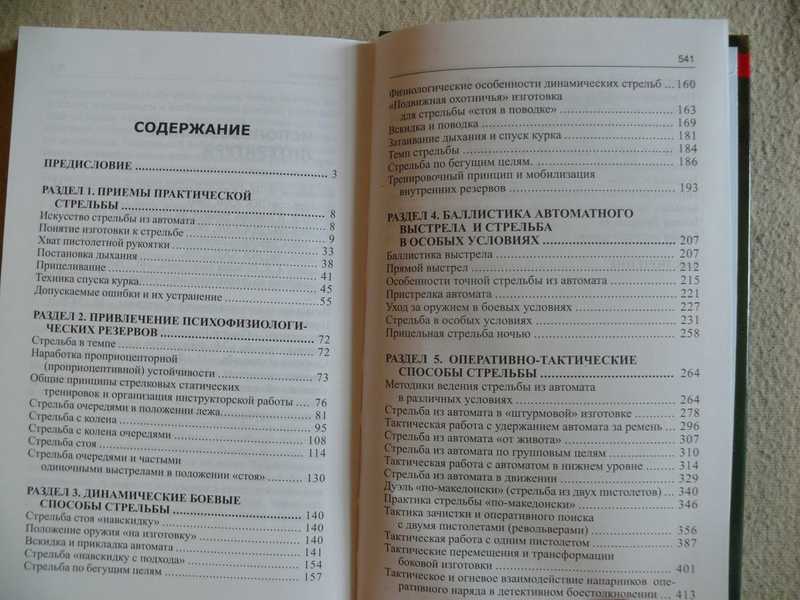 СОДЕРЖАНИЕ
ПРЕДИСЛОВИЕ ........ 3
РАЗДЕЛ 1. ПРИЕМЫ ПРАКТИЧЕСКОЙ
СТРЕЛЬБЫ ........ 8
Искусство стрельбы из автомата ........ 8
Понятие изготовки к стрельбе ........ 9
Хват пистолетной рукоятки ........ 33
Постановка дыхания ........ 38
Прицеливание ........ 41
Техника спуска курка ........ 45
Допускаемые ошибки и их устранение ........ 55
РАЗДЕЛ 2. ПРИВЛЕЧЕНИЕ ПСИХОФИЗИОЛОГИ-
ЧЕСКИХ РЕЗЕРВОВ ........ 72
Стрельба в темпе ........ 72
Наработка проприоцепторной
(проприоцептивной) устойчивости ........ 73
Общие принципы стрелковых статических
тренировок и организация инструкторской работы .... 76
Стрельба очередями в положении лежа ........ 81
Стрельба с колена ........ 95
Стрельба с колена очередями ........ 108
Стрельба стоя ........ 114
Стрельба очередями и частыми
одиночными выстрелами в положении «стоя» ........ 130
РАЗДЕЛ 3. ДИНАМИЧЕСКИЕ БОЕВЫЕ
СПОСОБЫ СТРЕЛЬБЫ ........ 140
Стрельба стоя «навскидку» ........ 140
Положение оружия «на изготовку» ........ 140
Вскидка и прикладка автомата ........ 141
Стрельба «навскидку с подхода» ........ 154
Стрельба по бегущим целям ........ 157
541
Физиологические особенности динамических стрельб ... 160
«Подвижная охотничья» изготовка
для стрельбы «стоя в поводке» ........ 163
Вскидка и поводка ........ 169
Затаивание дыхания и спуск курка ........ 181
Темп стрельбы ........ 184
Стрельба по бегущим целям. ........ 186
Тренировочный принцип и мобилизация
внутренних резервов ........ 193
РАЗДЕЛ 4. БАЛЛИСТИКА АВТОМАТНОГО
ВЫСТРЕЛА И СТРЕЛЬБА
В ОСОБЫХ УСЛОВИЯХ ........ 207
Баллистика выстрела ........ 207
Прямой выстрел ........ 212
Особенности точной стрельбы из автомата ........ 215
Пристрелка автомата ........ 221
Уход за оружием в боевых условиях ........ 227
Стрельба в особых условиях ........ 231
Прицельная стрельба ночью ........ 258
РАЗДЕЛ 5. ОПЕРАТИВНО-ТАКТИЧЕСКИЕ
СПОСОБЫ СТРЕЛЬБЫ ........ 264
Методики ведения стрельбы из автомата
в различных условиях ........ 264
Стрельба из автомата в "штурмовой" изготовке ........ 278
Тактическая работа с удержанием автомата за ремень .. 296
Стрельба из автомата «от живота» ........ 307
Стрельба из автомата по групповым целям ........ 310
Тактическая работа с автоматом в нижнем уровне ........ 314
Стрельба из автомата в движении ........ 329
Дуэль «по-македонски» (стрельба из двух пистолетов) . 340
Практика стрельбы «по-македонски» ........ 346
Тактика зачистки и оперативного поиска
с двумя пистолетами (револьверами) ........ 356
Тактическая работа с одним пистолетом ........ 387
Тактические перемещения и трансформации
боковой изготовки ........ 401
Тактическое и огневое взаимодействие напарников опе-
ративного наряда в детективном боестолкновении ... 413